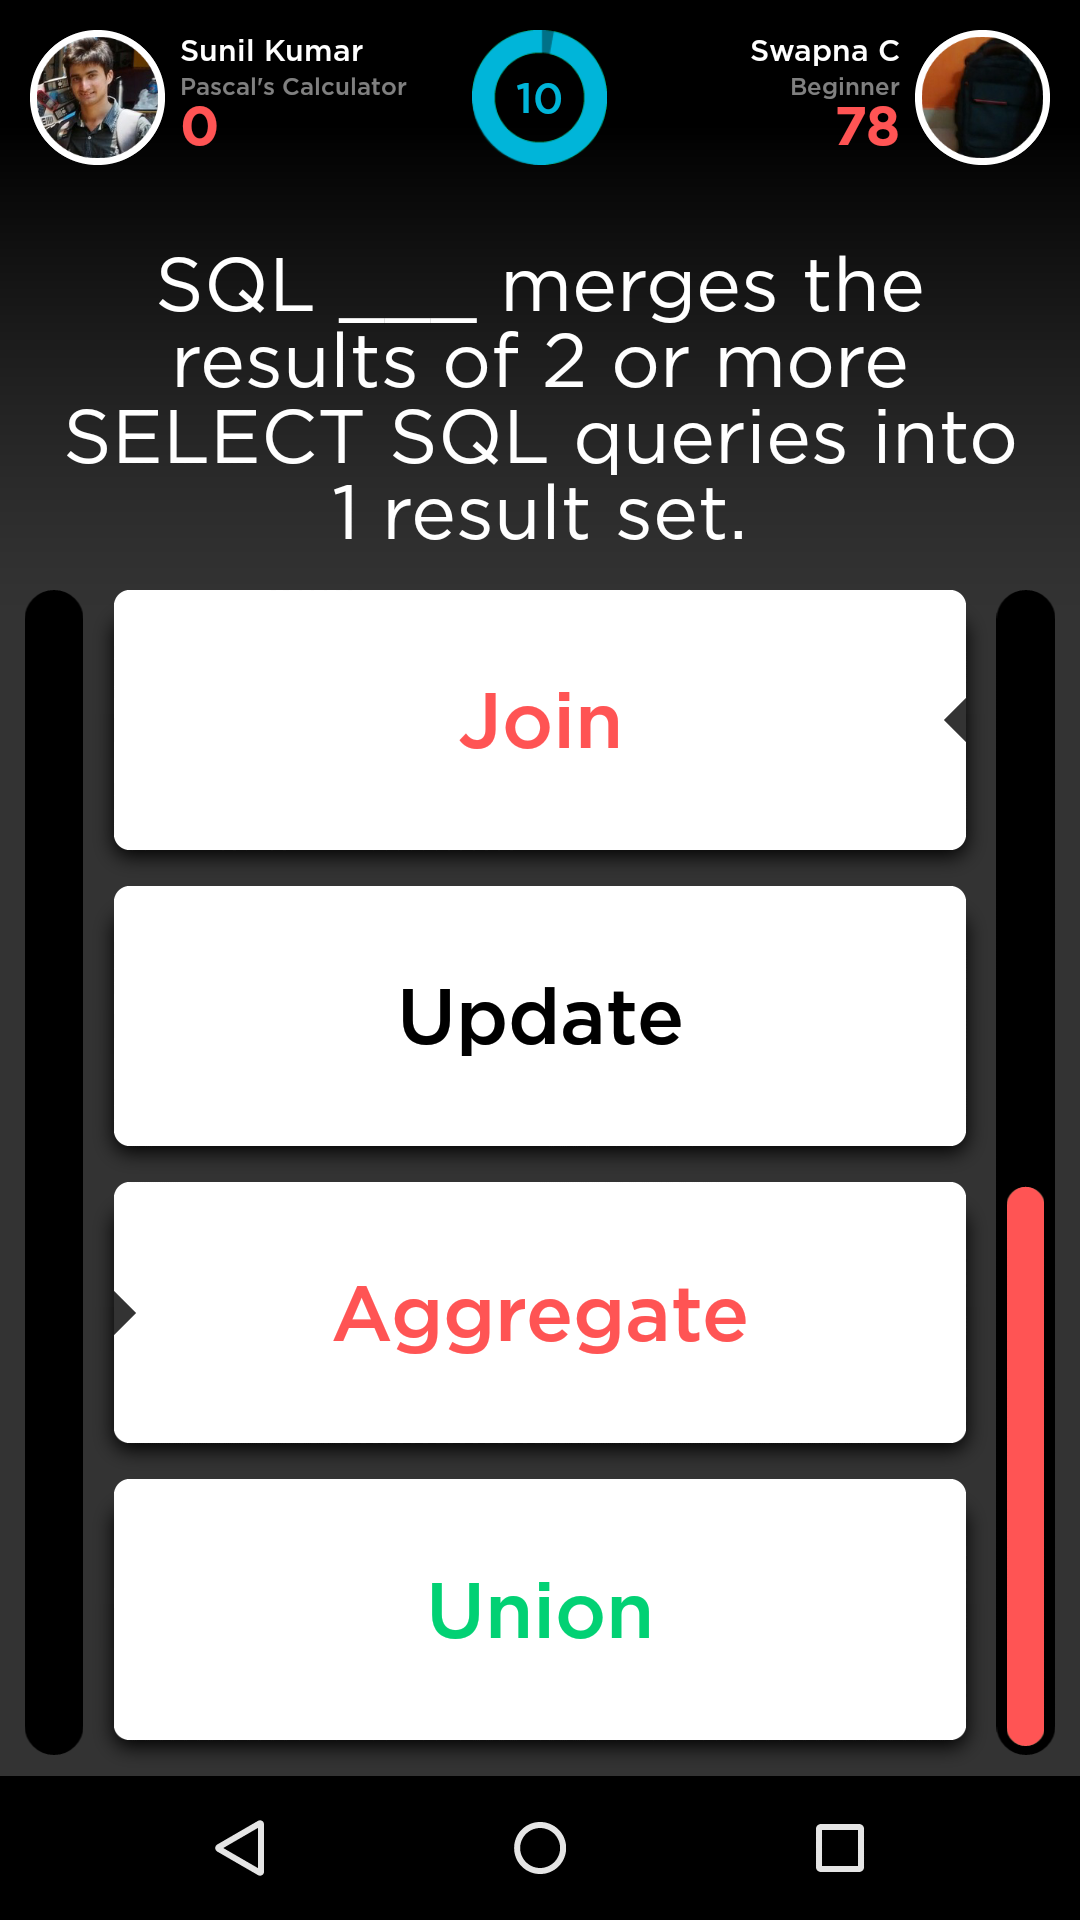 Sunil Kumar
Pascal's Calculator
0
10
Swapna C
Beginner
78
SQL ___ merges the
results of 2 or more
SELECT SQL queries into
1 result set.
Join
Update
Aggregate
Union